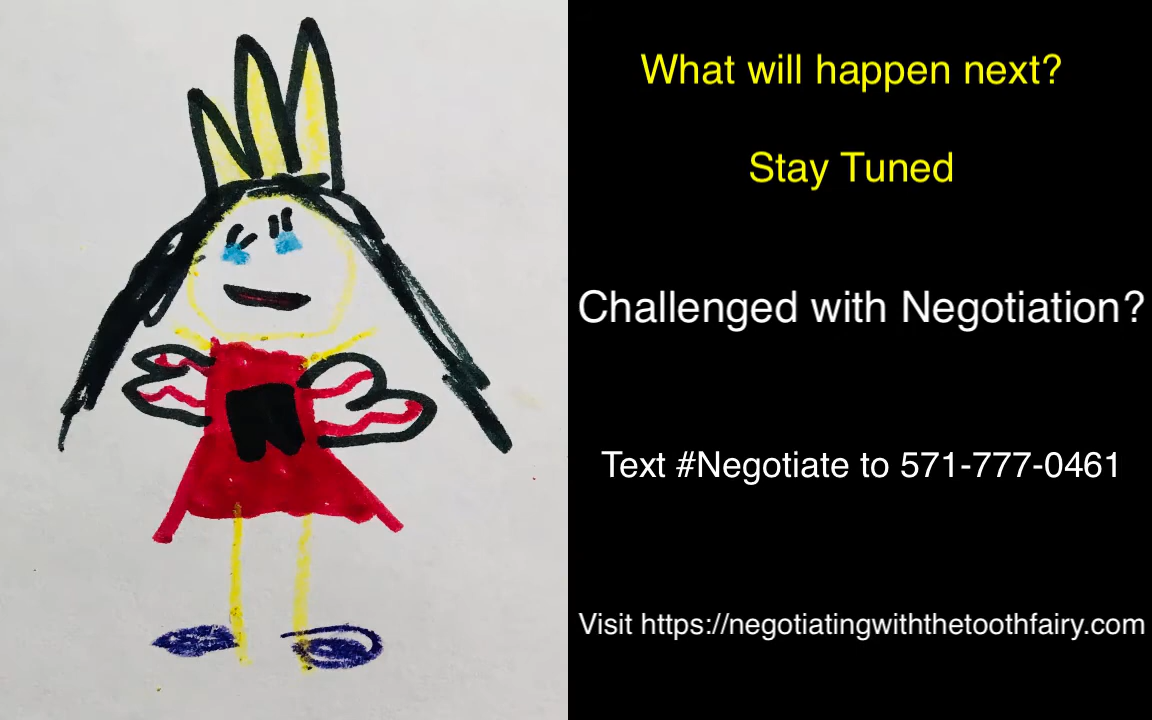 What will happen next?
Stay Tuned
Challenged with Negotiation?
Text #Negotiate to 571-777-0461
Visit https://negotiatingwiththetoothfairy.com